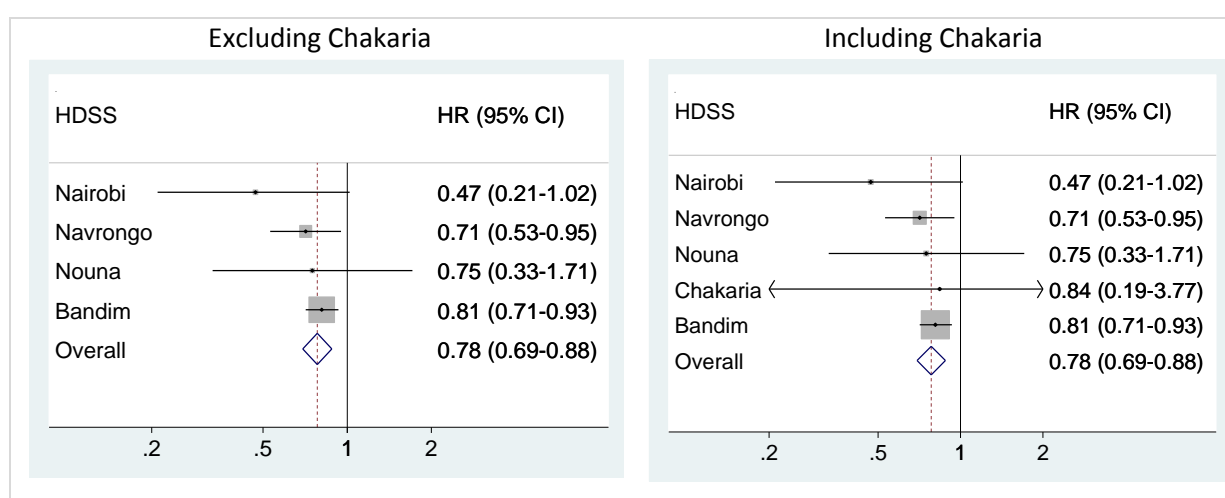 Excluding Chakaria
HDSS HR (95% CI)
Nairobi 0.47 (0.21-1.02)
Navrongo 0.71 (0.53-0.95)
Nouna 0.75 (0.33-1.71)
Bandim 0.81 (0.71-0.93)
Overall 0.78 (0.69-0.88)
.2 .5 1 2
Including Chakaria
HDSS HR (95% CI)
Nairobi 0.47 (0.21-1.02)
Navrongo 0.71 (0.53-0.95)
Nouna 0.75 (0.33-1.71)
Chakaria 0.84 (0.19-3.77)
Bandim 0.81 (0.71-0.93)
Overall 0.78 (0.69-0.88)
.2 .5 1 2